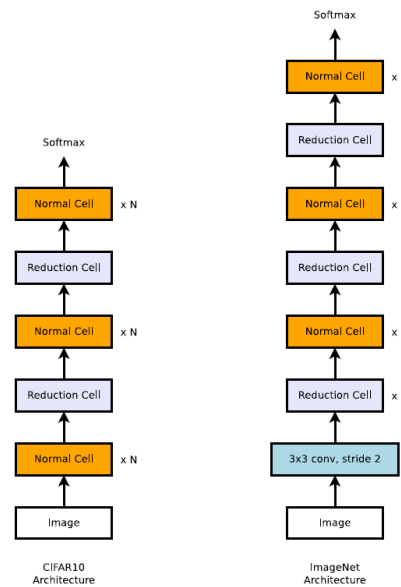 Softmax
Normal Cell
x N
Reduction Cell
Normal Cell
x N
Reduction Cell
Normal Cell
x N
Image
CIFAR10
Architecture
Softmax
Normal Cell
x
Reduction Cell
Normal Cell
x
Reduction Cell
Normal Cell
x
Reduction Cell
x
3x3 conv, stride 2
Image
ImageNet
Architecture